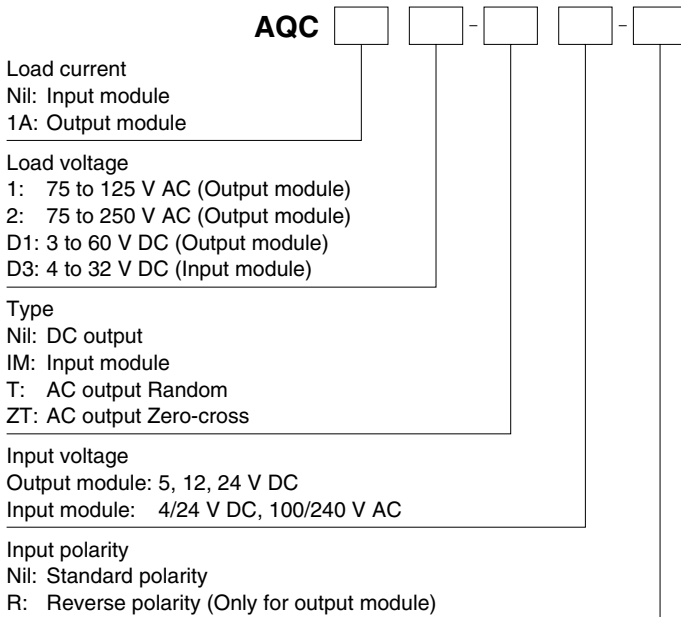 AQC - -
Load current
Nil: Input module
1A: Output module
Load voltage
1: 75 to 125 V AC (Output module)
2: 75 to 250 V AC (Output module)
D1: 3 to 60 V DC (Output module)
D3: 4 to 32 V DC (Input module)
Type
Nil: DC output
IM: Input module
T: AC output Random
ZT: AC output Zero-cross
Input voltage
Output module: 5, 12, 24 V DC
Input module: 4/24 V DC, 100/240 V AC
Input polarity
Nil: Standard polarity
R: Reverse polarity (Only for output module)